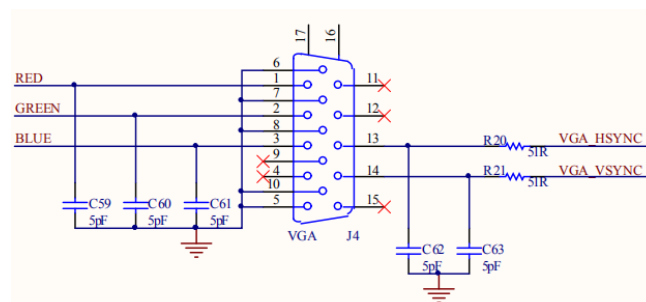 17
16
6
RED
1
11
7
GREEN
2
12
8
BLUE
3
13
R20
VGA_HSYNC
51R
9
4
14
R21
VGA_VSYNC
51R
10
C59
C60
C61
5
15
5pF
5pF
5pF
VGA
J4
C62
C63
5pF
5pF